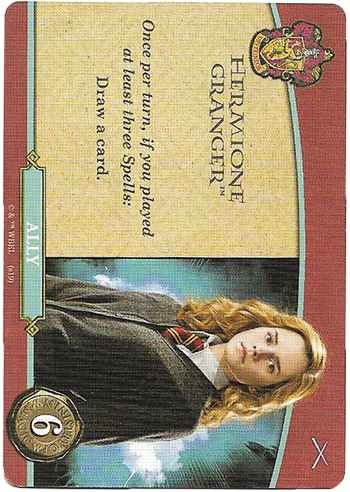 HERMIONE
GRANGER™
Once per turn, if you played
at least three Spells:
Draw a card.
ALLY
6
© & ™ WBEI. (s19)